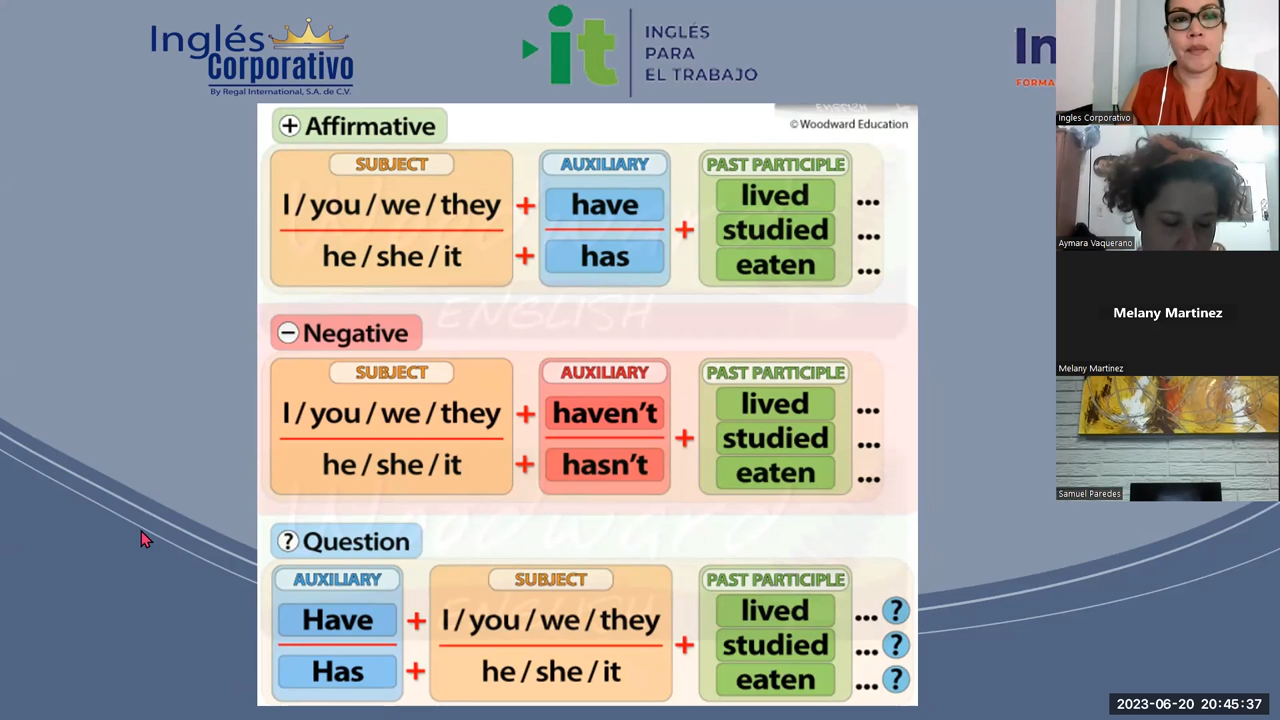 Inglés
Corporativo
By Regal International, S.A. de C.V.
it
INGLÉS
PARA
EL TRABAJO
In
FORMA
Ingles Corporativo
Aymara Vaquerano
Melany Martinez
Melany Martinez
Samuel Paredes
+ Affirmative
©Woodward Education
SUBJECT AUXILIARY PAST PARTICIPLE
I / you / we / they + have
he / she / it + has
+
lived ...
studied ...
eaten ...
ENGLISH
− Negative
SUBJECT AUXILIARY PAST PARTICIPLE
I / you / we / they + haven't
he / she / it + hasn't
+
lived ...
studied ...
eaten ...
Woodward
? Question
AUXILIARY SUBJECT PAST PARTICIPLE
Have + I / you / we / they
Has + he / she / it
+
lived ... ?
studied ... ?
eaten ... ?
2023-06-20 20:45:37